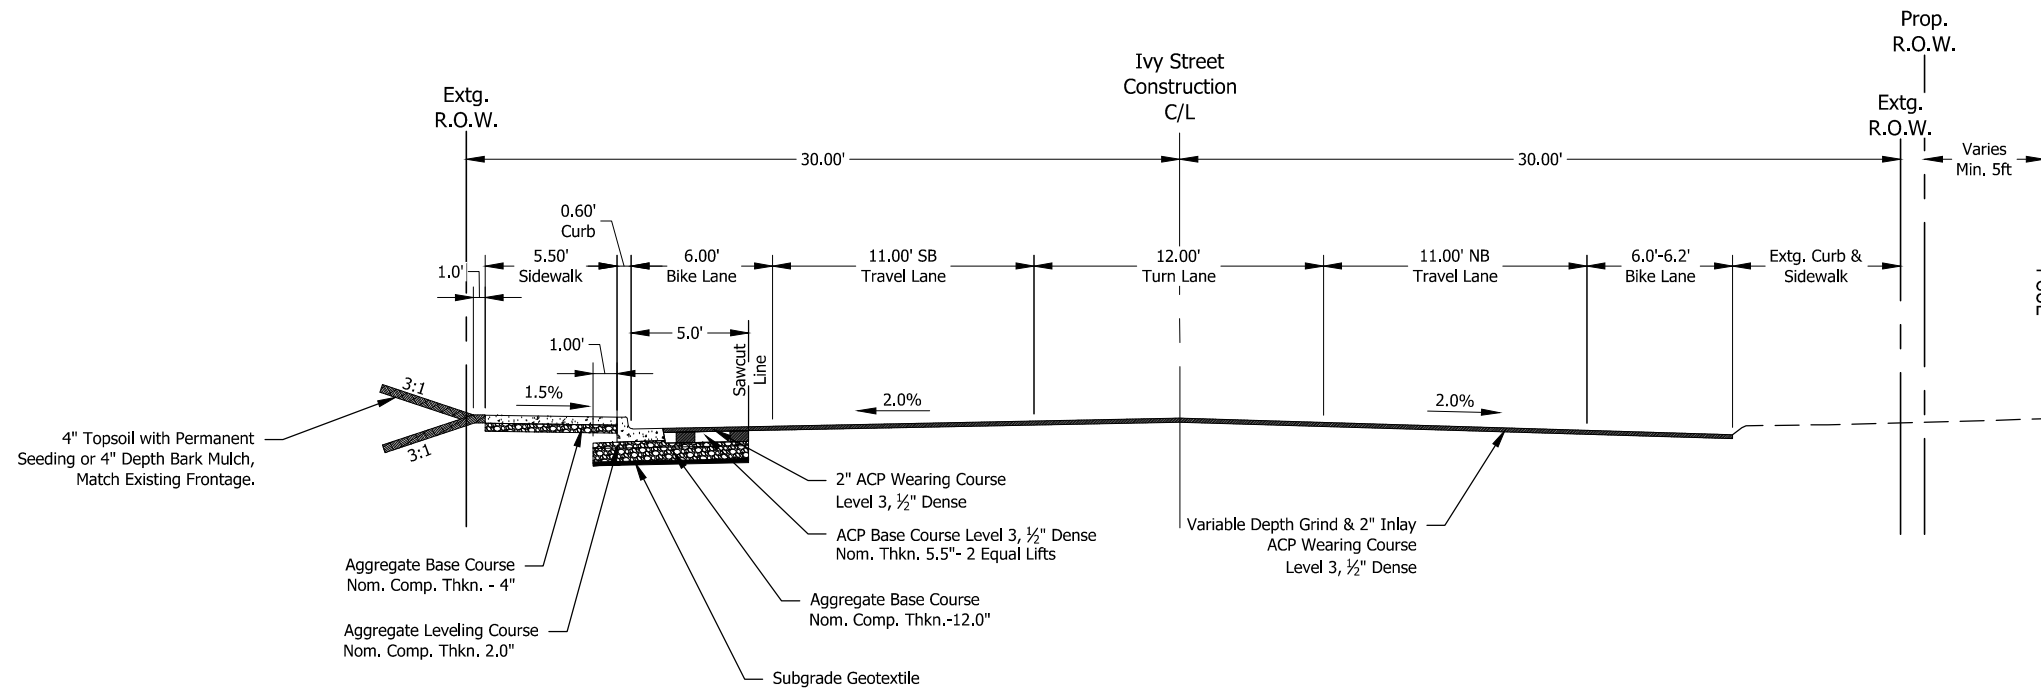 Prop.
R.O.W.
Ivy Street
Construction
C/L
Extg.
R.O.W.
Extg.
R.O.W.
30.00'
30.00'
Varies
Min. 5ft
0.60'
Curb
1.0'
5.50'
Sidewalk
6.00'
Bike Lane
11.00' SB
Travel Lane
12.00'
Turn Lane
11.00' NB
Travel Lane
6.0'-6.2'
Bike Lane
Extg. Curb &
Sidewalk
5.0'
1.00'
Sawcut
Line
3:1
1.5%
2.0%
2.0%
3:1
4" Topsoil with Permanent
Seeding or 4" Depth Bark Mulch,
Match Existing Frontage.
2" ACP Wearing Course
Level 3, ½" Dense
ACP Base Course Level 3, ½" Dense
Nom. Thkn. 5.5"- 2 Equal Lifts
Variable Depth Grind & 2" Inlay
ACP Wearing Course
Level 3, ½" Dense
Aggregate Base Course
Nom. Comp. Thkn. - 4"
Aggregate Base Course
Nom. Comp. Thkn.-12.0"
Aggregate Leveling Course
Nom. Comp. Thkn. 2.0"
Subgrade Geotextile